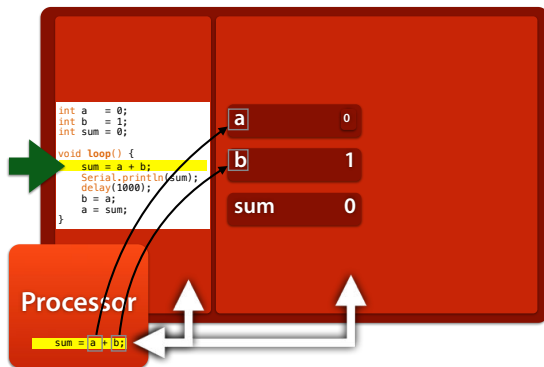 int a   = 0;
int b   = 1;
int sum = 0;
void loop() {
    sum = a + b;
    Serial.println(sum);
    delay(1000);
    b = a;
    a = sum;
}
a 0
b 1
sum 0
Processor
sum = a + b;